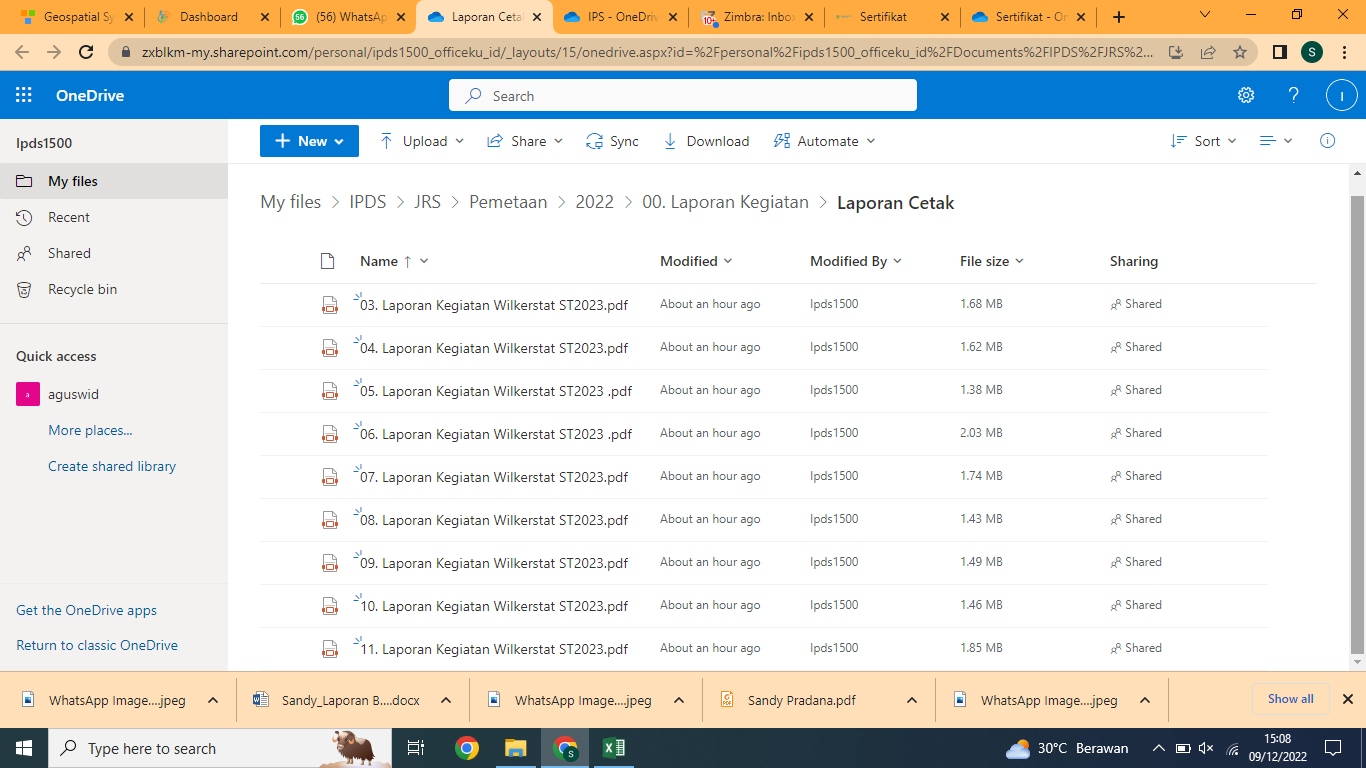 Geospatial Sy
Dashboard
(56) WhatsAp
Laporan Cetal
IPS - OneDriv
Zimbra: Inbo
Sertifikat
Sertifikat - On
zxblkm-my.sharepoint.com/personal/ipds1500_officeku_id/_layouts/15/onedrive.aspx?id=%2Fpersonal%2Fipds1500_officeku_id%2FDocuments%2FIPDS%2FJRS%2...
S
OneDrive
Search
?
I
Ipds1500
My files
Recent
Shared
Recycle bin
Quick access
a
aguswid
More places...
Create shared library
Get the OneDrive apps
Return to classic OneDrive
New
Upload
Share
Sync
Download
Automate
Sort
My files > IPDS > JRS > Pemetaan > 2022 > 00. Laporan Kegiatan > Laporan Cetak
Name ↑ Modified Modified By File size Sharing
03. Laporan Kegiatan Wilkerstat ST2023.pdf About an hour ago Ipds1500 1.68 MB Shared
04. Laporan Kegiatan Wilkerstat ST2023.pdf About an hour ago Ipds1500 1.62 MB Shared
05. Laporan Kegiatan Wilkerstat ST2023 .pdf About an hour ago Ipds1500 1.38 MB Shared
06. Laporan Kegiatan Wilkerstat ST2023 .pdf About an hour ago Ipds1500 2.03 MB Shared
07. Laporan Kegiatan Wilkerstat ST2023.pdf About an hour ago Ipds1500 1.74 MB Shared
08. Laporan Kegiatan Wilkerstat ST2023.pdf About an hour ago Ipds1500 1.43 MB Shared
09. Laporan Kegiatan Wilkerstat ST2023.pdf About an hour ago Ipds1500 1.49 MB Shared
10. Laporan Kegiatan Wilkerstat ST2023.pdf About an hour ago Ipds1500 1.46 MB Shared
11. Laporan Kegiatan Wilkerstat ST2023.pdf About an hour ago Ipds1500 1.85 MB Shared
WhatsApp Image....jpeg
Sandy_Laporan B....docx
WhatsApp Image....jpeg
Sandy Pradana.pdf
WhatsApp Image....jpeg
Show all
Type here to search
30°C Berawan
15:08
09/12/2022